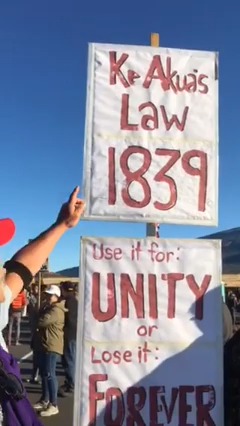 Ke Akua's
Law
1839
Use it for:
UNITY
or
Lose it:
FOREVER